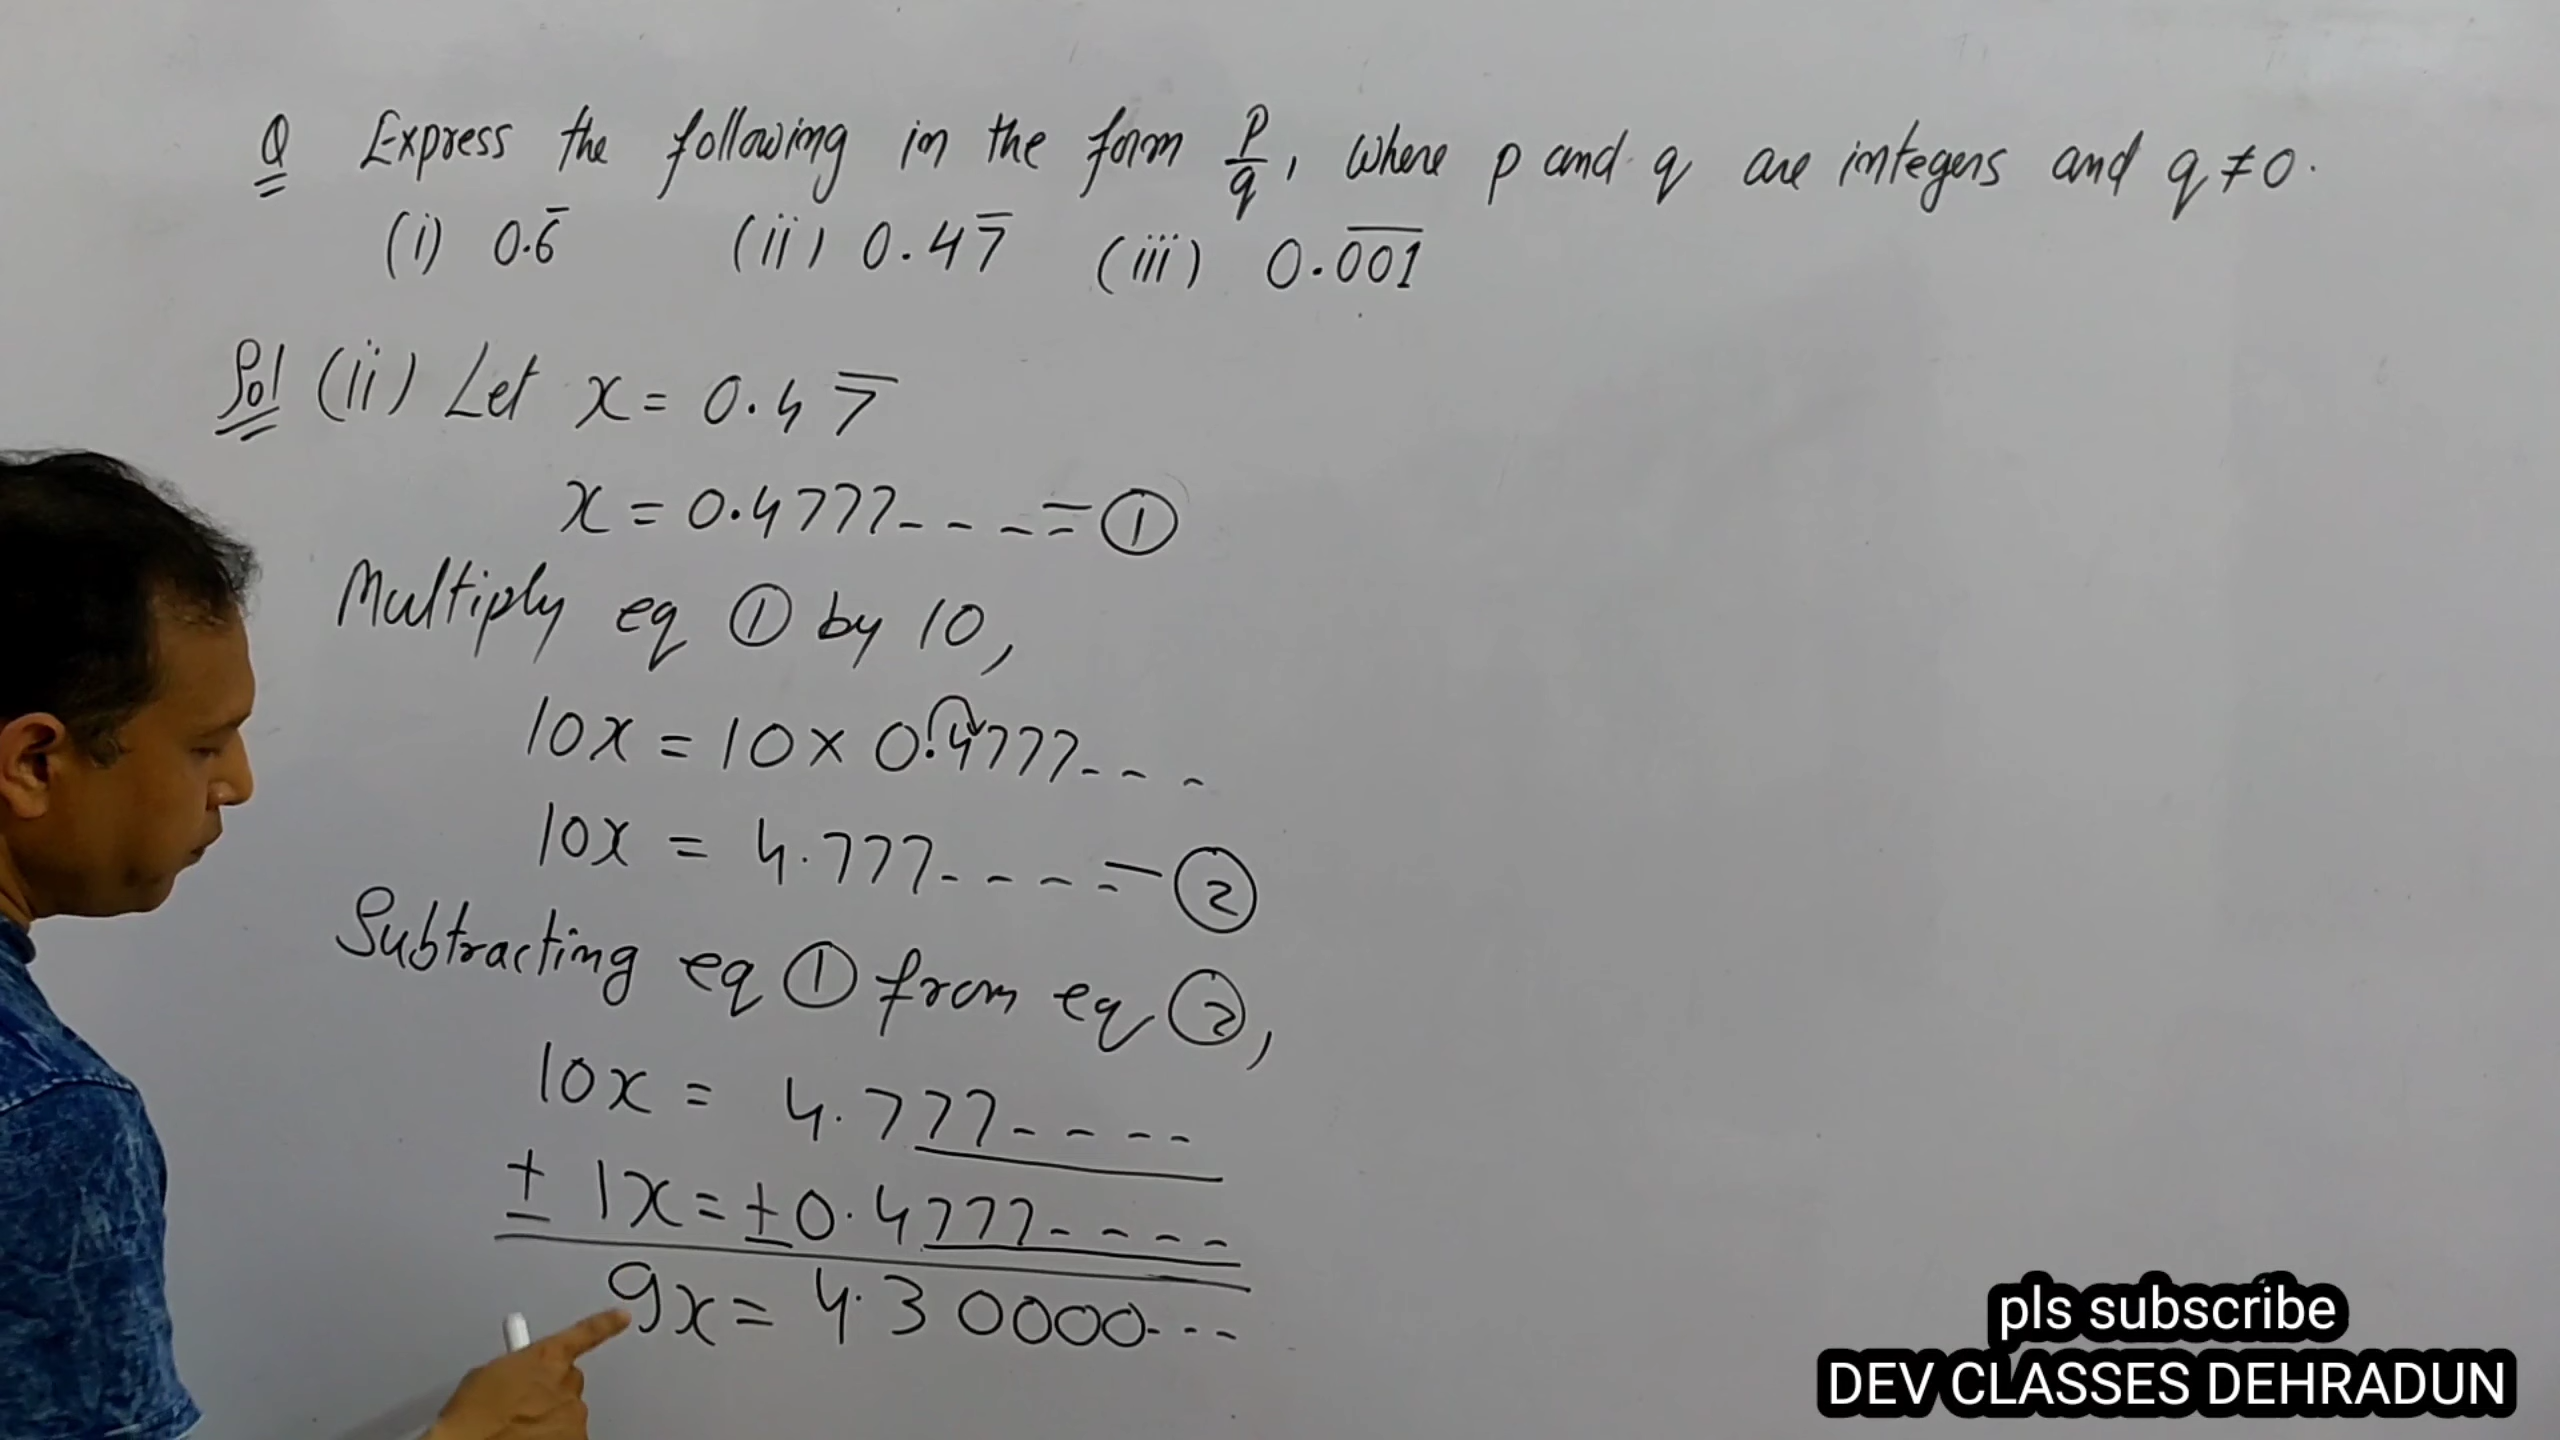 Q Express the following in the form p/q, where p and q are integers and q ≠ 0.
(i) 0.6̅ (ii) 0.47̅ (iii) 0.0̅0̅1̅
Sol (ii) Let x = 0.47̅
x = 0.4777---- — ①
Multiply eq ① by 10,
10x = 10 × 0.4777---
10x = 4.777---- — ②
Subtracting eq ① from eq ②,
10x = 4.777----
± 1x = ±0.4777----
9x = 4.30000---
pls subscribe
DEV CLASSES DEHRADUN